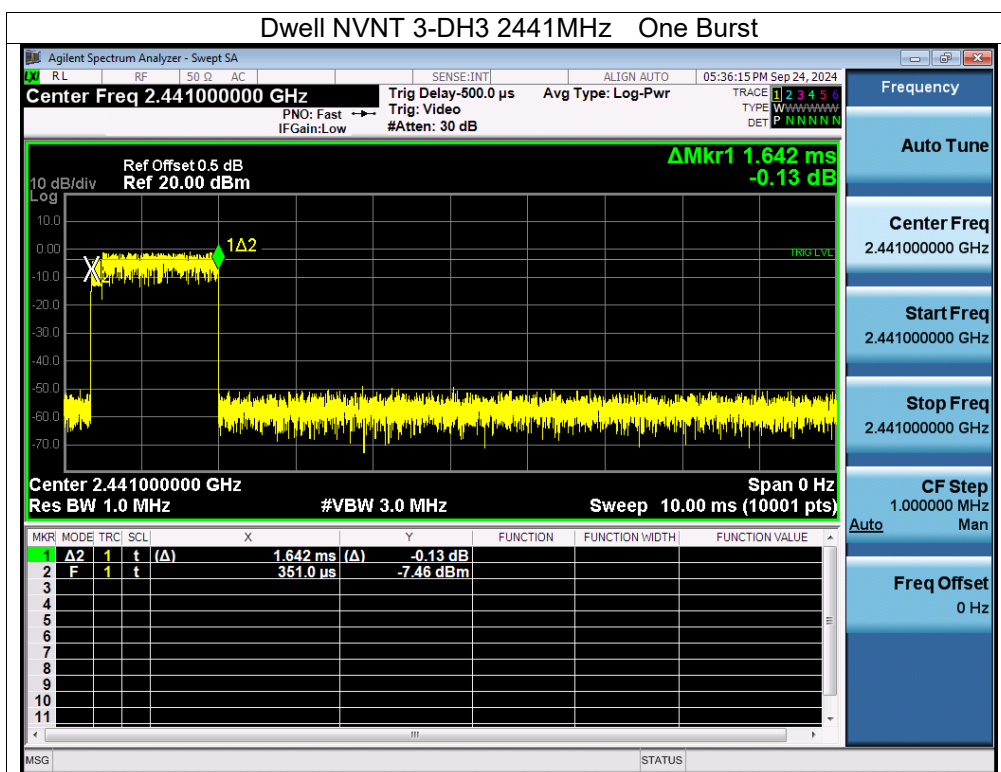 Dwell NVNT 3-DH3 2441MHz One Burst
Agilent Spectrum Analyzer - Swept SA
LXI RL RF 50 Ω AC SENSE:INT ALIGN AUTO 05:36:15 PM Sep 24, 2024
Center Freq 2.441000000 GHz Trig Delay-500.0 µs Avg Type: Log-Pwr TRACE 1 2 3 4 5 6
PNO: Fast Trig: Video TYPE WWWWWW
IFGain:Low #Atten: 30 dB DET P N N N N N
ΔMkr1 1.642 ms
-0.13 dB
Ref Offset 0.5 dB
10 dB/div Ref 20.00 dBm
Log
10.0
0.00
-10.0
-20.0
-30.0
-40.0
-50.0
-60.0
-70.0
1Δ2
TRIG LVL
X2
Center 2.441000000 GHz Span 0 Hz
Res BW 1.0 MHz #VBW 3.0 MHz Sweep 10.00 ms (10001 pts)
MKR MODE TRC SCL X Y FUNCTION FUNCTION WIDTH FUNCTION VALUE
1 Δ2 1 t (Δ) 1.642 ms (Δ) -0.13 dB
2 F 1 t 351.0 µs -7.46 dBm
3
4
5
6
7
8
9
10
11
MSG STATUS
Frequency
Auto Tune
Center Freq
2.441000000 GHz
Start Freq
2.441000000 GHz
Stop Freq
2.441000000 GHz
CF Step
1.000000 MHz
Auto Man
Freq Offset
0 Hz